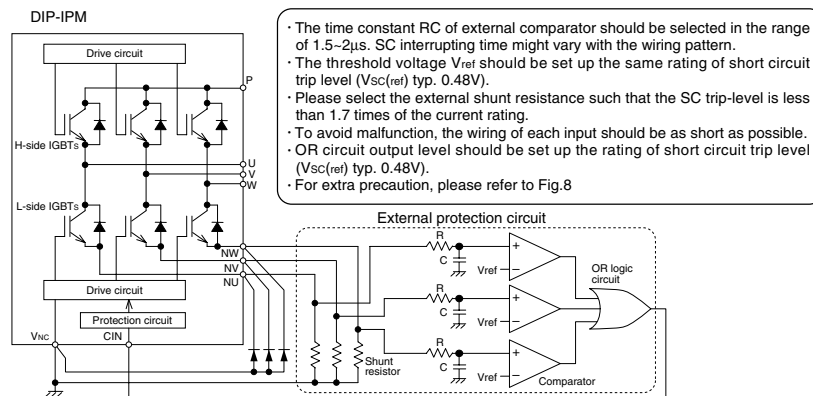 DIP-IPM
Drive circuit
P
H-side IGBTs
U
V
W
L-side IGBTs
NW
NV
NU
Drive circuit
Protection circuit
VNC
CIN
· The time constant RC of external comparator should be selected in the range
of 1.5~2µs. SC interrupting time might vary with the wiring pattern.
· The threshold voltage Vref should be set up the same rating of short circuit
trip level (VSC(ref) typ. 0.48V).
· Please select the external shunt resistance such that the SC trip-level is less
than 1.7 times of the current rating.
· To avoid malfunction, the wiring of each input should be as short as possible.
· OR circuit output level should be set up the rating of short circuit trip level
(VSC(ref) typ. 0.48V).
· For extra precaution, please refer to Fig.8
External protection circuit
R
C
Vref
+
−
OR logic
circuit
R
C
Vref
+
−
R
C
Vref
+
−
Shunt
resistor
Comparator